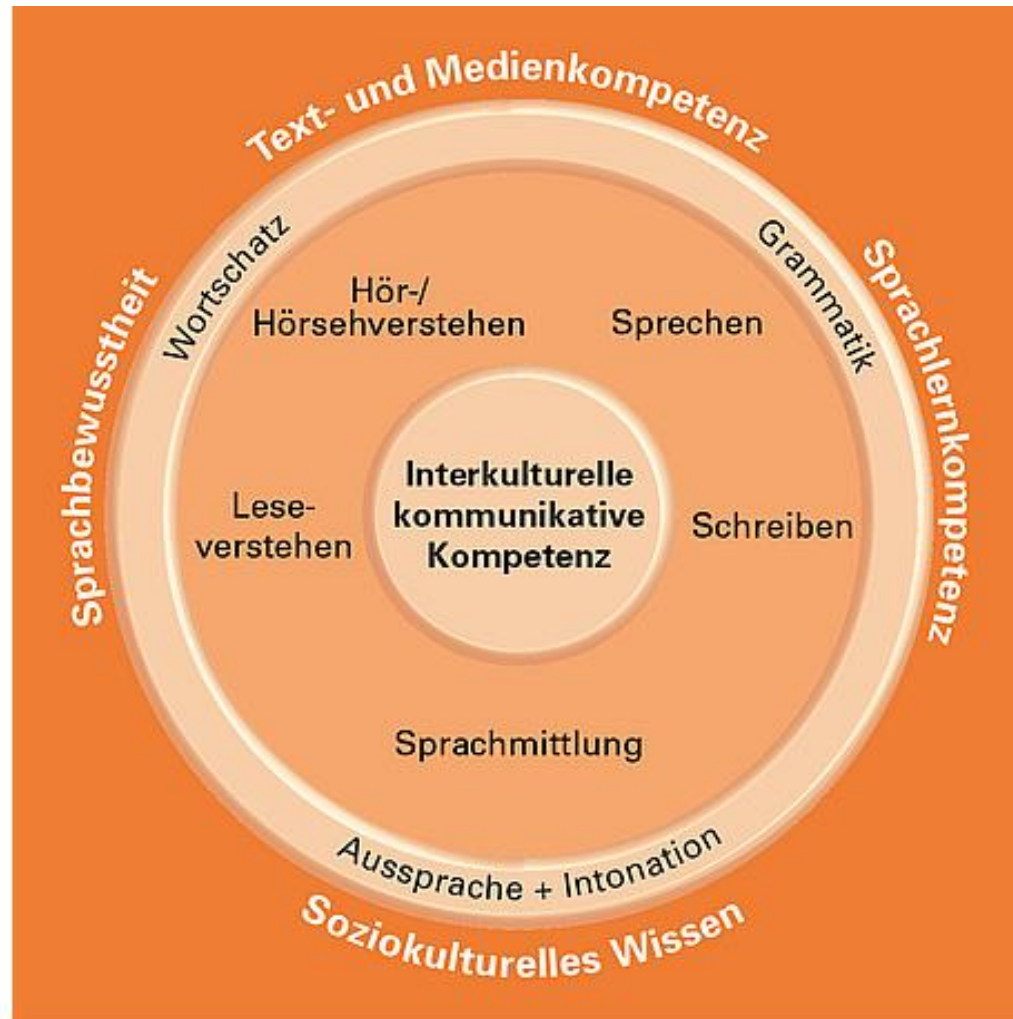 Text- und Medienkompetenz
Sprachbewusstheit
Sprachlernkompetenz
Wortschatz
Grammatik
Hör-/
Hörsehverstehen
Sprechen
Interkulturelle
kommunikative
Kompetenz
Lese-
verstehen
Schreiben
Sprachmittlung
Aussprache + Intonation
Soziokulturelles Wissen